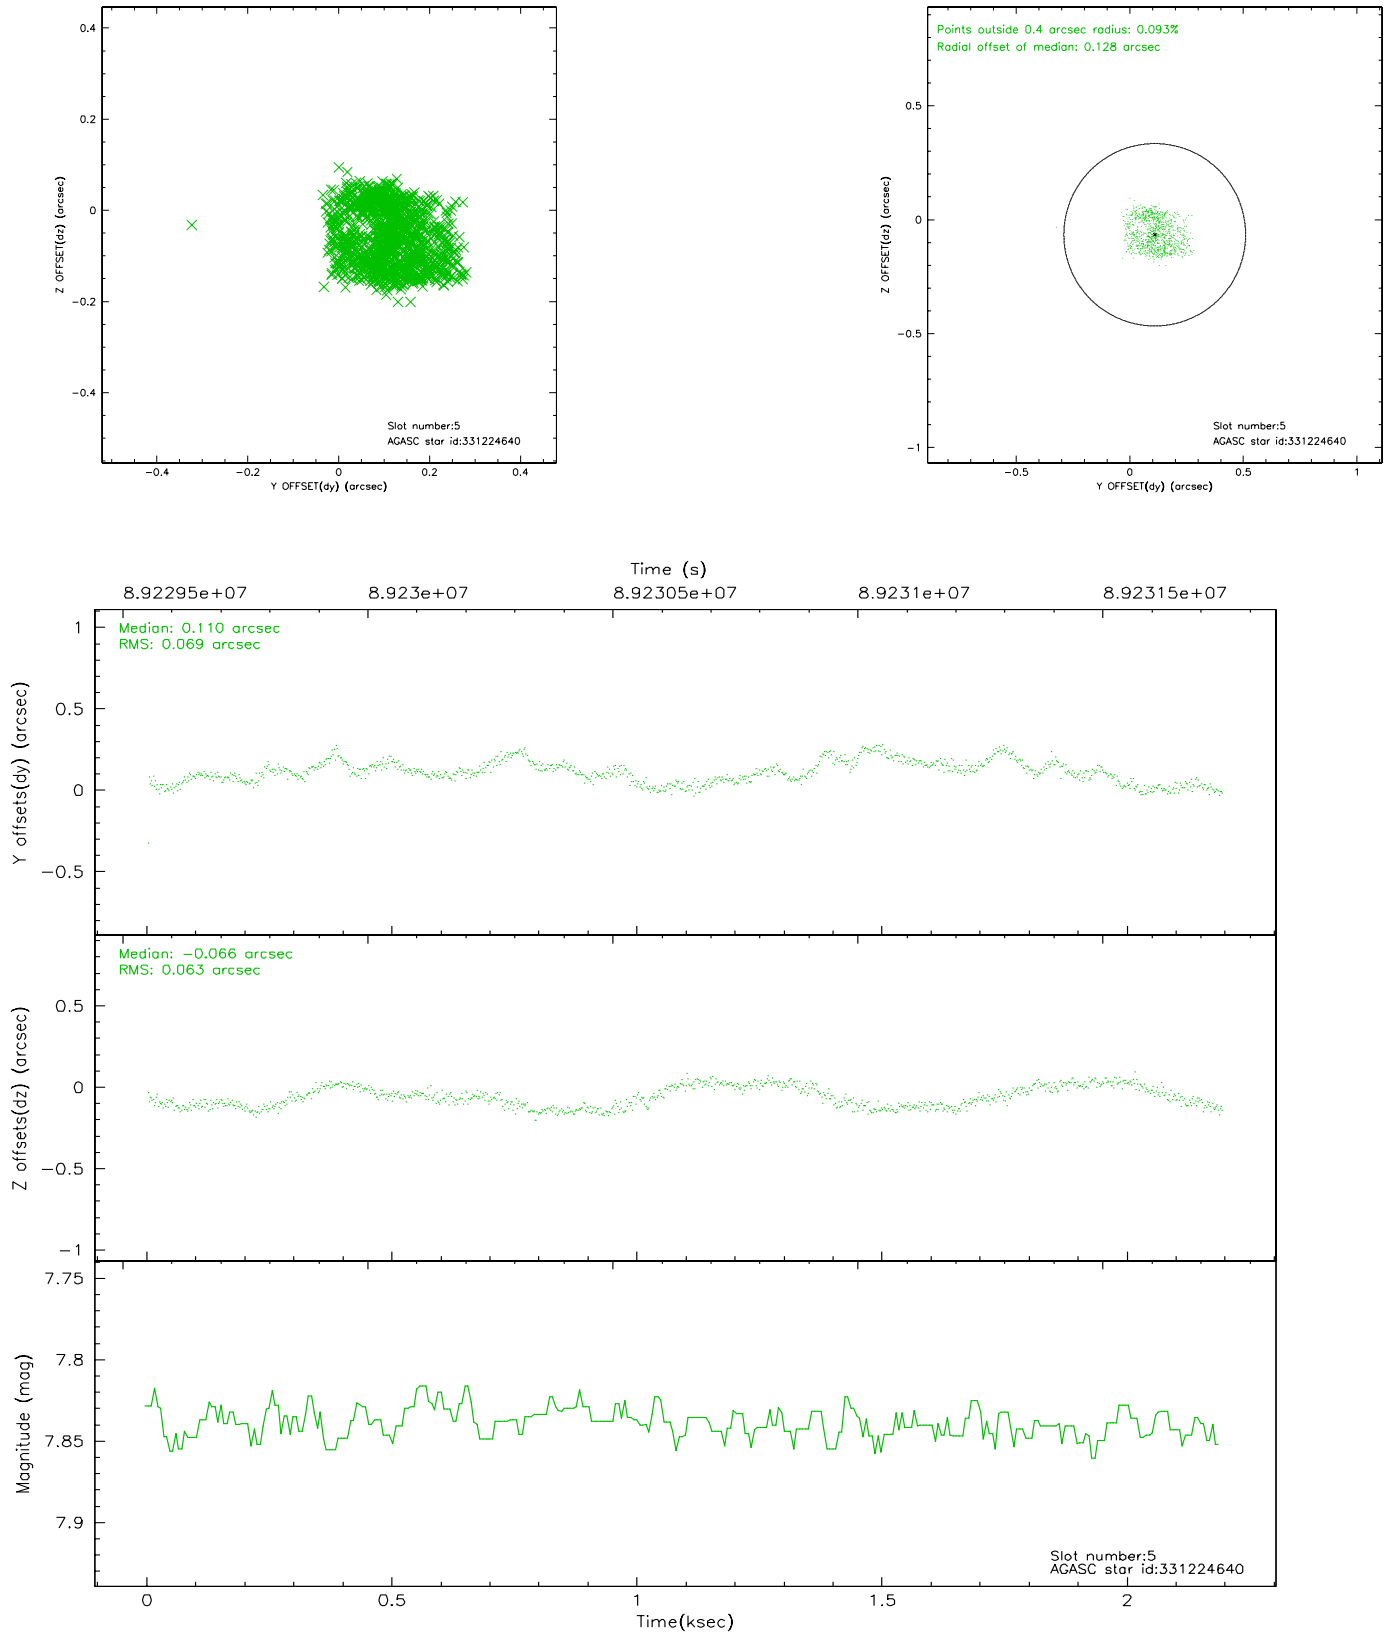 0.4
0.2
0
−0.2
−0.4
Z OFFSET(dz) (arcsec)
Slot number:5
AGASC star id:331224640
−0.4 −0.2 0 0.2 0.4
Y OFFSET(dy) (arcsec)
Points outside 0.4 arcsec radius: 0.093%
Radial offset of median: 0.128 arcsec
0.5
0
−0.5
−1
Z OFFSET(dz) (arcsec)
Slot number:5
AGASC star id:331224640
−0.5 0 0.5 1
Y OFFSET(dy) (arcsec)
Time (s)
8.92295e+07 8.923e+07 8.92305e+07 8.9231e+07 8.92315e+07
Median: 0.110 arcsec
RMS: 0.069 arcsec
1
0.5
0
−0.5
Y offsets(dy) (arcsec)
Median: −0.066 arcsec
RMS: 0.063 arcsec
0.5
0
−0.5
−1
Z offsets(dz) (arcsec)
7.75
7.8
7.85
7.9
Magnitude (mag)
Slot number:5
AGASC star id:331224640
0 0.5 1 1.5 2
Time(ksec)